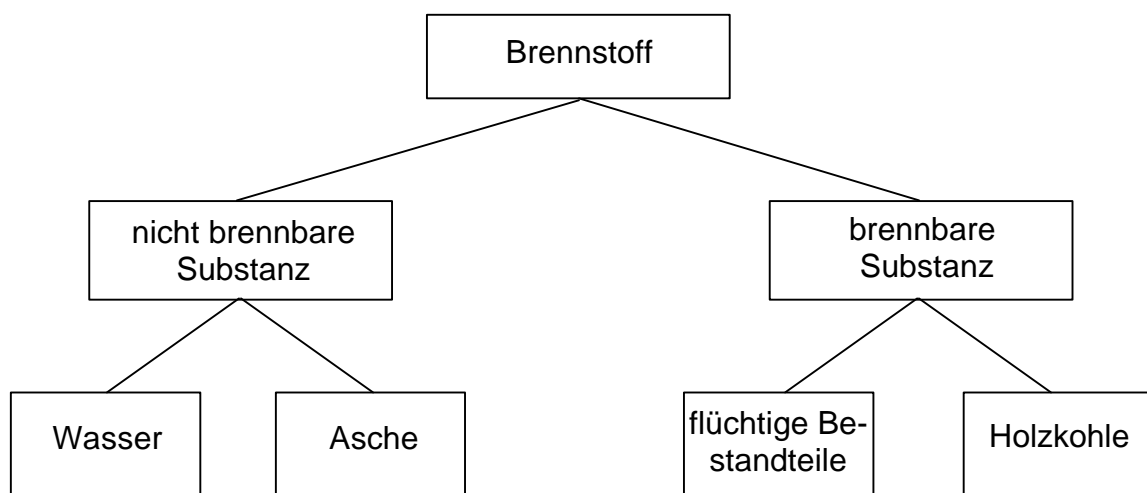 Brennstoff
nicht brennbare
Substanz
brennbare
Substanz
Wasser
Asche
flüchtige Be-
standteile
Holzkohle